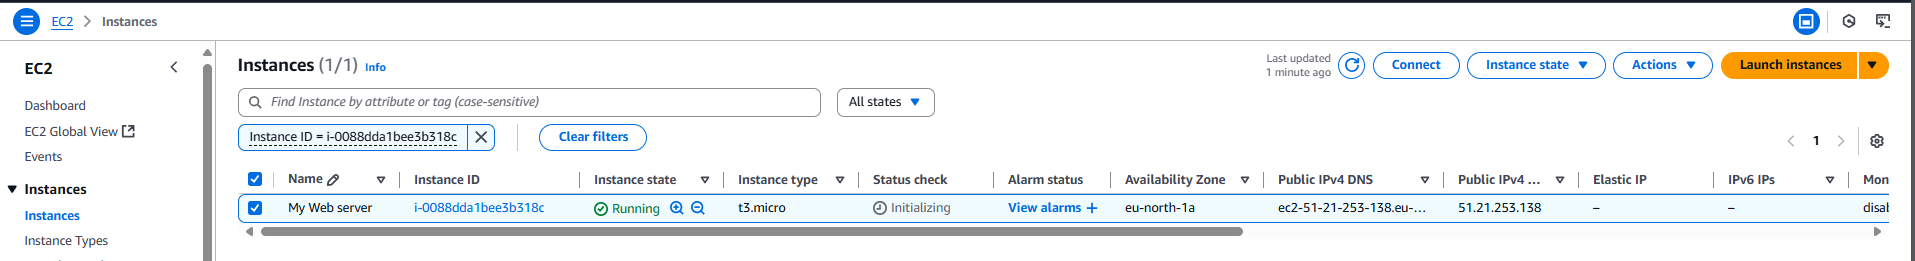 EC2 Instances
EC2
Dashboard
EC2 Global View
Events
Instances
Instances
Instance Types
Instances (1/1) Info
Last updated
1 minute ago
Connect
Instance state
Actions
Launch instances
Find Instance by attribute or tag (case-sensitive)
All states
Instance ID = i-0088dda1bee3b318c
Clear filters
1
Name Instance ID Instance state Instance type Status check Alarm status Availability Zone Public IPv4 DNS Public IPv4 ... Elastic IP IPv6 IPs Mon
My Web server i-0088dda1bee3b318c Running t3.micro Initializing View alarms + eu-north-1a ec2-51-21-253-138.eu-... 51.21.253.138 – – disal